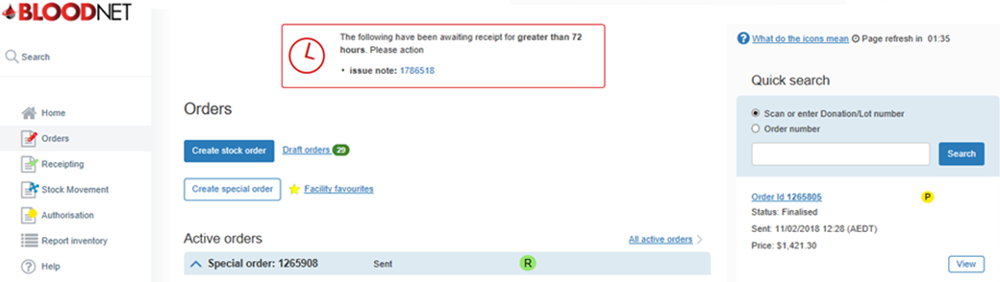 BLOODNET
Search
Home
Orders
Receipting
Stock Movement
Authorisation
Report inventory
Help
The following have been awaiting receipt for greater than 72
hours. Please action
• issue note: 1786518
Orders
Create stock order
Draft orders 29
Create special order
Facility favourites
Active orders
All active orders
Special order: 1265908 Sent R
What do the icons mean Page refresh in 01:35
Quick search
Scan or enter Donation/Lot number
Order number
Search
Order Id 1265805 P
Status: Finalised
Sent: 11/02/2018 12:28 (AEDT)
Price: $1,421.30
View